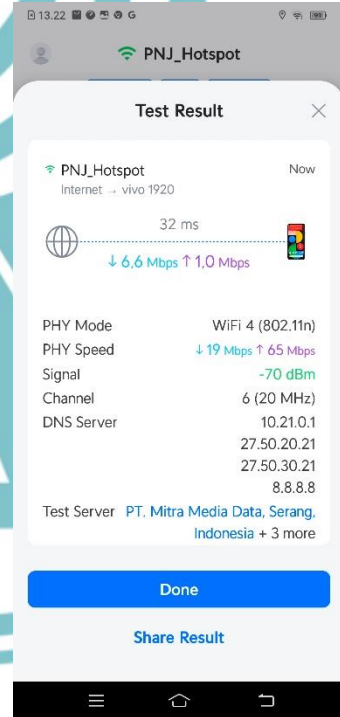 13.22
PNJ_Hotspot
Test Result
PNJ_Hotspot Now
Internet → vivo 1920
32 ms
↓ 6,6 Mbps ↑ 1,0 Mbps
PHY Mode WiFi 4 (802.11n)
PHY Speed ↓ 19 Mbps ↑ 65 Mbps
Signal -70 dBm
Channel 6 (20 MHz)
DNS Server 10.21.0.1
27.50.20.21
27.50.30.21
8.8.8.8
Test Server PT. Mitra Media Data, Serang,
Indonesia + 3 more
Done
Share Result